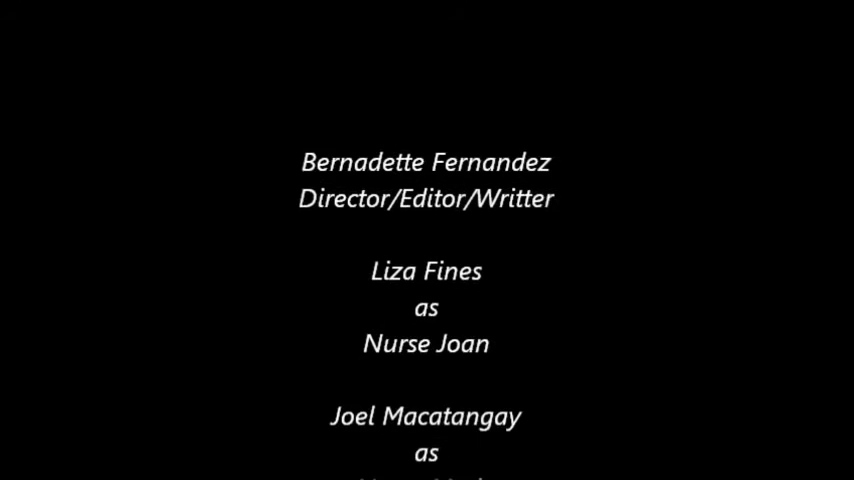 Bernadette Fernandez
Director/Editor/Writter
Liza Fines
as
Nurse Joan
Joel Macatangay
as